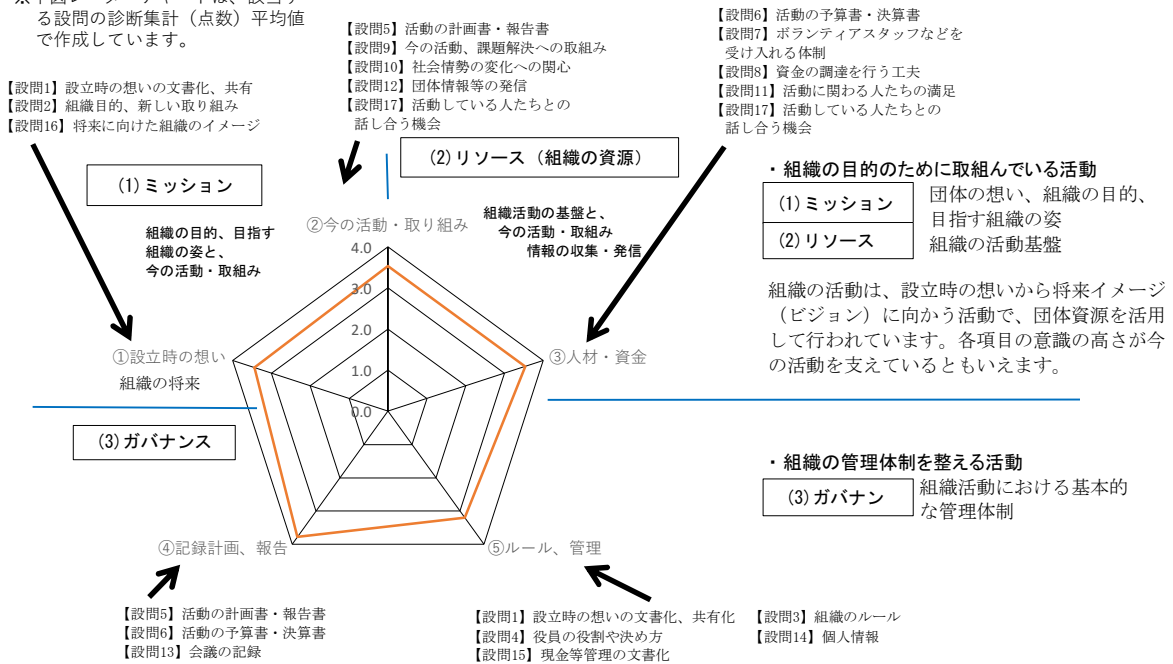 る設問の診断集計（点数）平均値
で作成しています。
【設問1】設立時の想いの文書化、共有
【設問2】組織目的、新しい取り組み
【設問16】将来に向けた組織のイメージ
【設問5】活動の計画書・報告書
【設問9】今の活動、課題解決への取組み
【設問10】社会情勢の変化への関心
【設問12】団体情報等の発信
【設問17】活動している人たちとの
話し合う機会
【設問6】活動の予算書・決算書
【設問7】ボランティアスタッフなどを
受け入れる体制
【設問8】資金の調達を行う工夫
【設問11】活動に関わる人たちの満足
【設問17】活動している人たちとの
話し合う機会
(1)ミッション
(2)リソース（組織の資源）
組織の目的、目指す
組織の姿と、
今の活動・取組み
②今の活動・取り組み
組織活動の基盤と、
今の活動・取組み
情報の収集・発信
4.0
3.0
2.0
1.0
0.0
①設立時の想い
組織の将来
③人材・資金
(3)ガバナンス
④記録計画、報告
⑤ルール、管理
・組織の目的のために取組んでいる活動
(1)ミッション
団体の想い、組織の目的、
目指す組織の姿
(2)リソース
組織の活動基盤
組織の活動は、設立時の想いから将来イメージ
（ビジョン）に向かう活動で、団体資源を活用
して行われています。各項目の意識の高さが今
の活動を支えているともいえます。
・組織の管理体制を整える活動
(3)ガバナン
組織活動における基本的
な管理体制
【設問5】活動の計画書・報告書
【設問6】活動の予算書・決算書
【設問13】会議の記録
【設問1】設立時の想いの文書化、共有化
【設問4】役員の役割や決め方
【設問15】現金等管理の文書化
【設問3】組織のルール
【設問14】個人情報